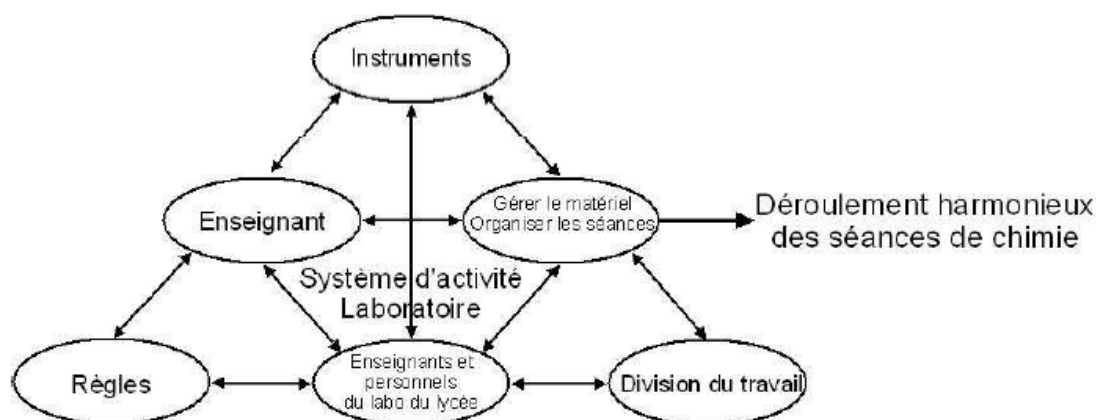 Instruments
Enseignant
Gérer le matériel
Organiser les séances
Déroulement harmonieux
des séances de chimie
Système d'activité
Laboratoire
Règles
Enseignants et
personnels
du labo du lycée
Division du travail